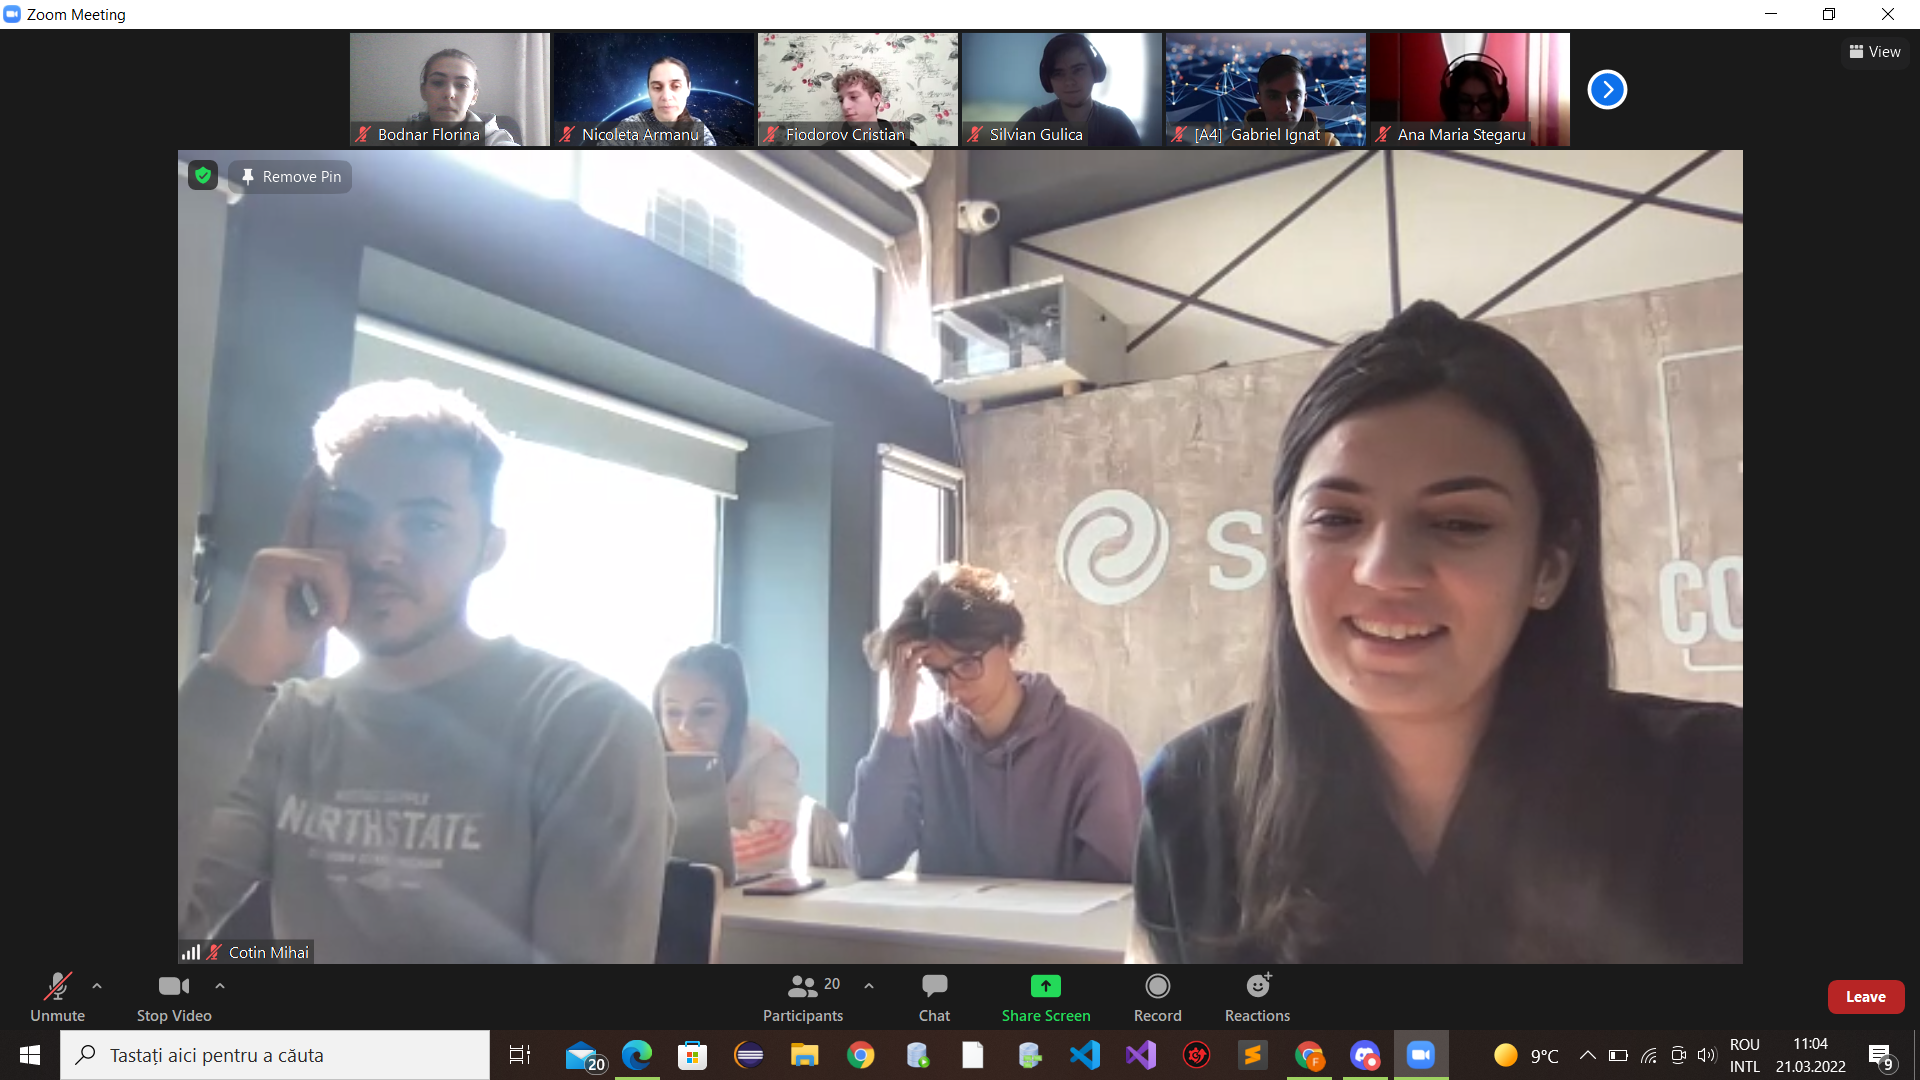 Zoom Meeting
View
Bodnar Florina
Nicoleta Armanu
Fiodorov Cristian
Silvian Gulica
[A4] Gabriel Ignat
Ana Maria Stegaru
Remove Pin
S
CO
NORTHSTATE
Cotin Mihai
Unmute
Stop Video
Participants
20
Chat
Share Screen
Record
Reactions
Leave
Tastați aici pentru a căuta
20
F
9°C
ROU
INTL
11:04
21.03.2022
9